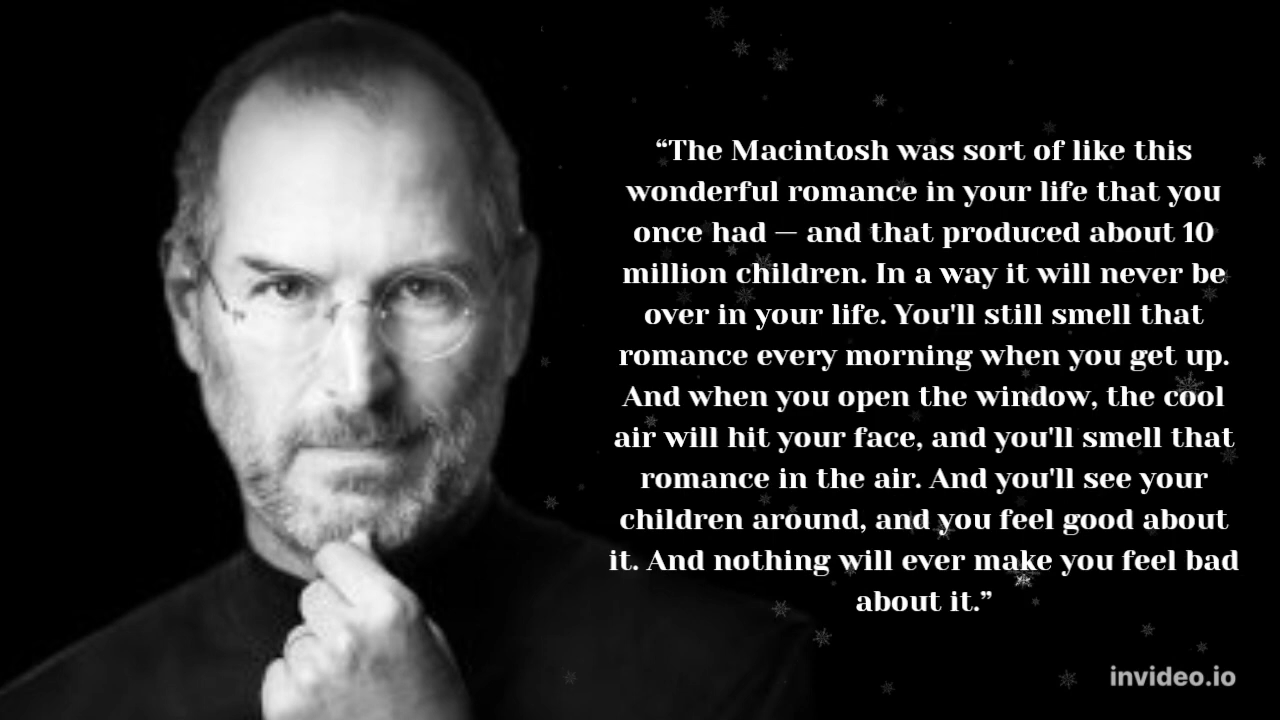 “The Macintosh was sort of like this
wonderful romance in your life that you
once had — and that produced about 10
million children. In a way it will never be
over in your life. You'll still smell that
romance every morning when you get up.
And when you open the window, the cool
air will hit your face, and you'll smell that
romance in the air. And you'll see your
children around, and you feel good about
it. And nothing will ever make you feel bad
about it.”
invideo.io